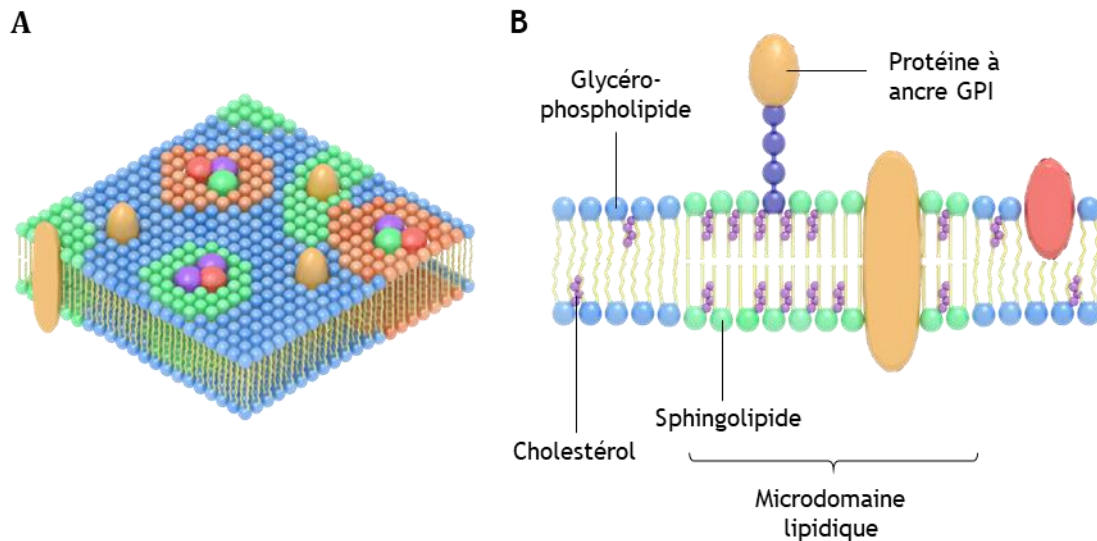 A
B
Glycéro-
phospholipide
Protéine à
ancre GPI
Sphingolipide
Cholestérol
Microdomaine
lipidique